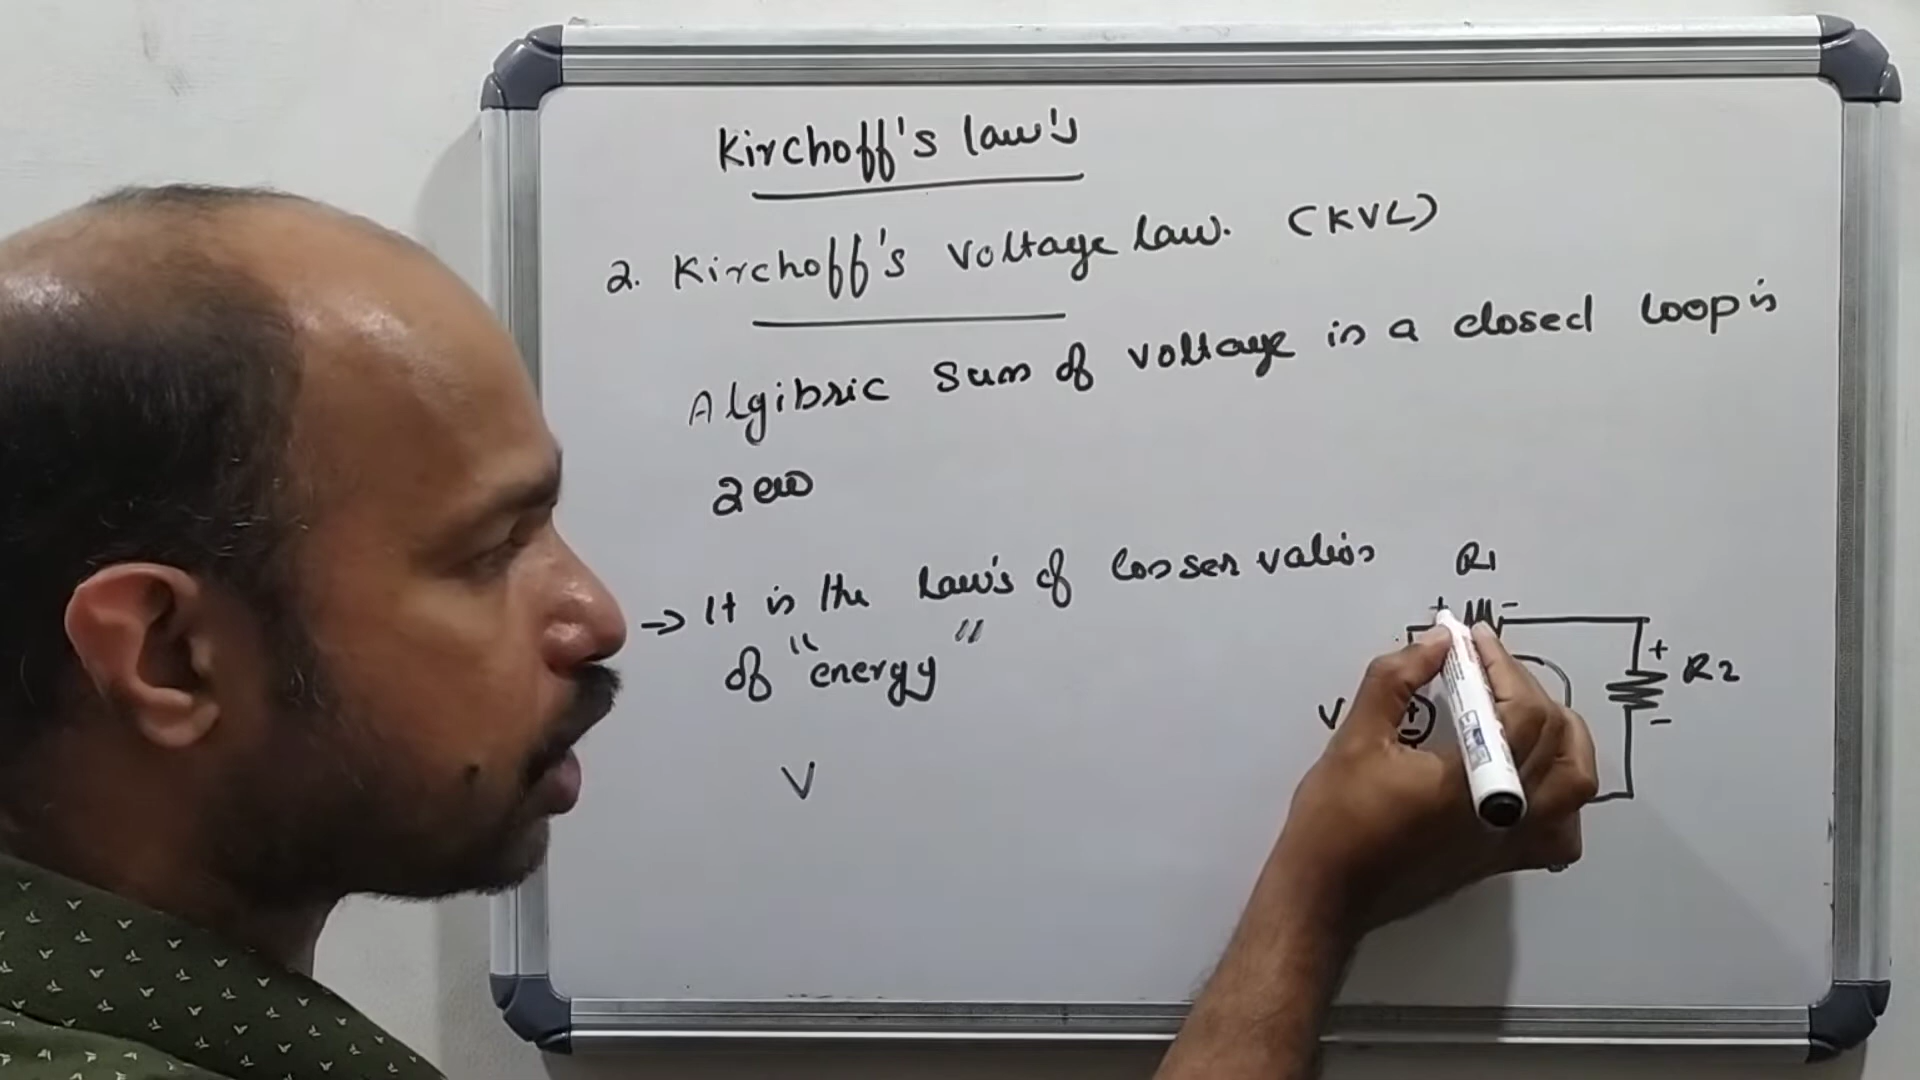 Kirchoff's law's
2. Kirchoff's Voltage law. (KVL)
Algibric Sum of voltage in a closed loop is
zero
→ It is the law's of conservation
of "energy"
V
R1
+ -
+
R2
-
V
+
-